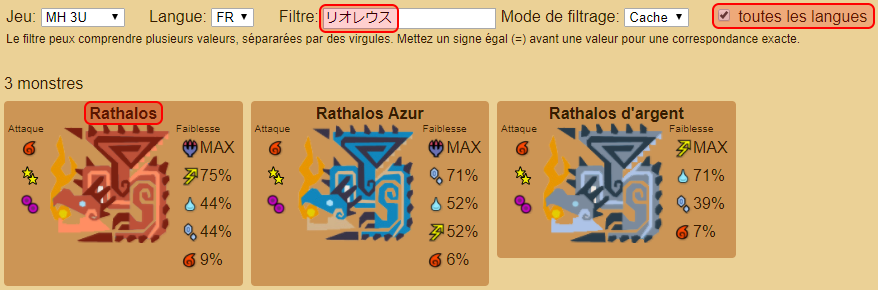 Jeu: MH 3U Langue: FR Filtre: リオレウス Mode de filtrage: Cache toutes les langues
Le filtre peux comprendre plusieurs valeurs, sépararées par des virgules. Mettez un signe égal (=) avant une valeur pour une correspondance exacte.
3 monstres
Rathalos
Attaque
Faiblesse
MAX
75%
44%
44%
9%
Rathalos Azur
Attaque
Faiblesse
MAX
71%
52%
52%
6%
Rathalos d'argent
Attaque
Faiblesse
MAX
71%
39%
7%